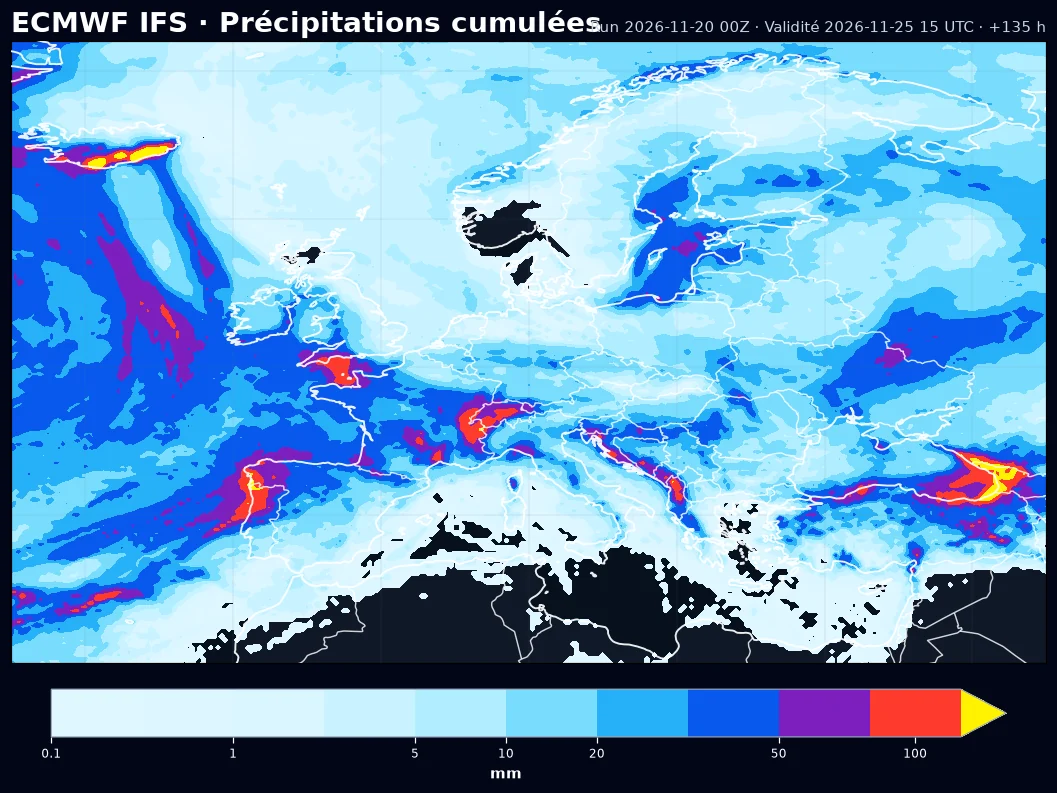 ECMWF IFS · Précipitations cumulées
Run 2026-11-20 00Z · Validité 2026-11-25 15 UTC · +135 h
0.1 1 5 10 20 50 100
mm